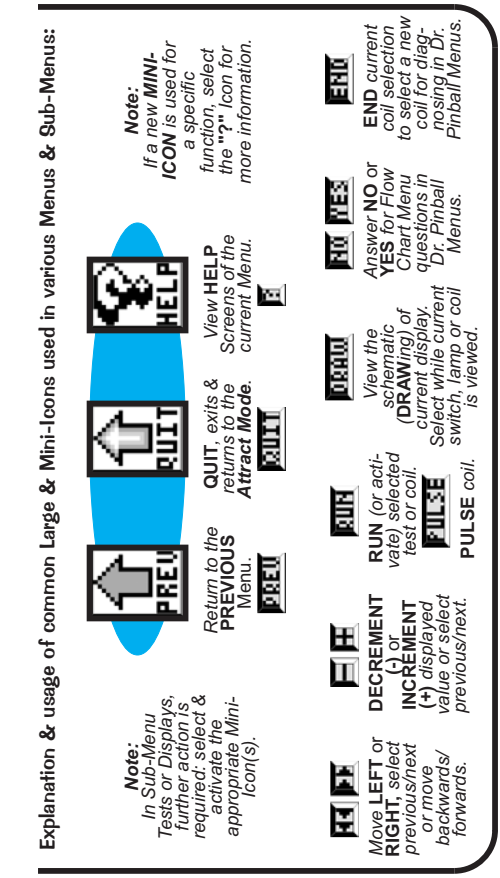 Explanation & usage of common Large & Mini-Icons used in various Menus & Sub-Menus:
Note:
In Sub-Menu
Tests or Displays,
further action is
required: select &
activate the
appropriate Mini-
Icon(s).
PREV
Return to the
PREVIOUS
Menu.
PREV
QUIT
QUIT, exits &
returns to the
Attract Mode.
QUIT
HELP
View HELP
Screens of the
current Menu.
?
Note:
If a new MINI-
ICON is used for
a specific
function, select
the "?" Icon for
more information.
Move LEFT or
RIGHT, select
previous/next
or move
backwards/
forwards.
- +
DECREMENT
(-) or
INCREMENT
(+) displayed
value or select
previous/next.
RUN
RUN (or acti-
vate) selected
test or coil.
PULSE
PULSE coil.
DRAW
View the
schematic
(DRAWing) of
current display.
Select while current
switch, lamp or coil
is viewed.
NO YES
Answer NO or
YES for Flow
Chart Menu
questions in
Dr. Pinball
Menus.
END
END current
coil selection
to select a new
coil for diag-
nosing in Dr.
Pinball Menus.